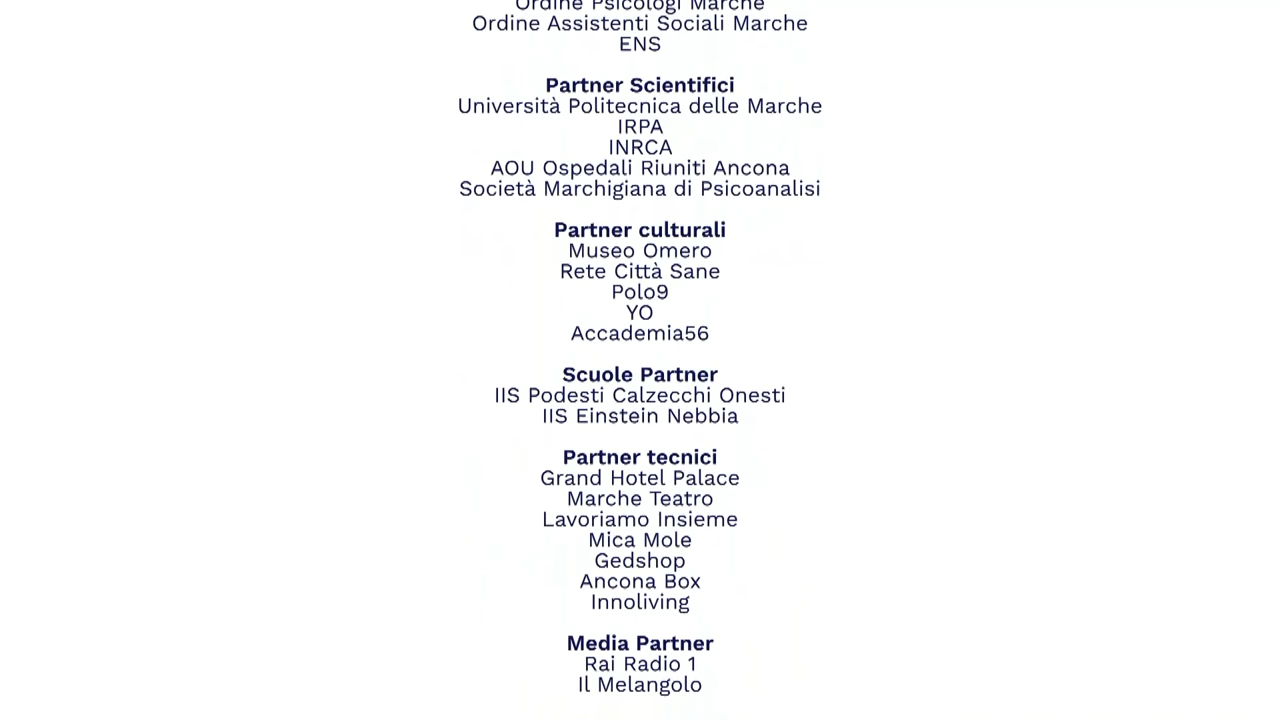 Ordine Psicologi Marche
Ordine Assistenti Sociali Marche
ENS
Partner Scientifici
Università Politecnica delle Marche
IRPA
INRCA
AOU Ospedali Riuniti Ancona
Società Marchigiana di Psicoanalisi
Partner culturali
Museo Omero
Rete Città Sane
Polo9
YO
Accademia56
Scuole Partner
IIS Podesti Calzecchi Onesti
IIS Einstein Nebbia
Partner tecnici
Grand Hotel Palace
Marche Teatro
Lavoriamo Insieme
Mica Mole
Gedshop
Ancona Box
Innoliving
Media Partner
Rai Radio 1
Il Melangolo